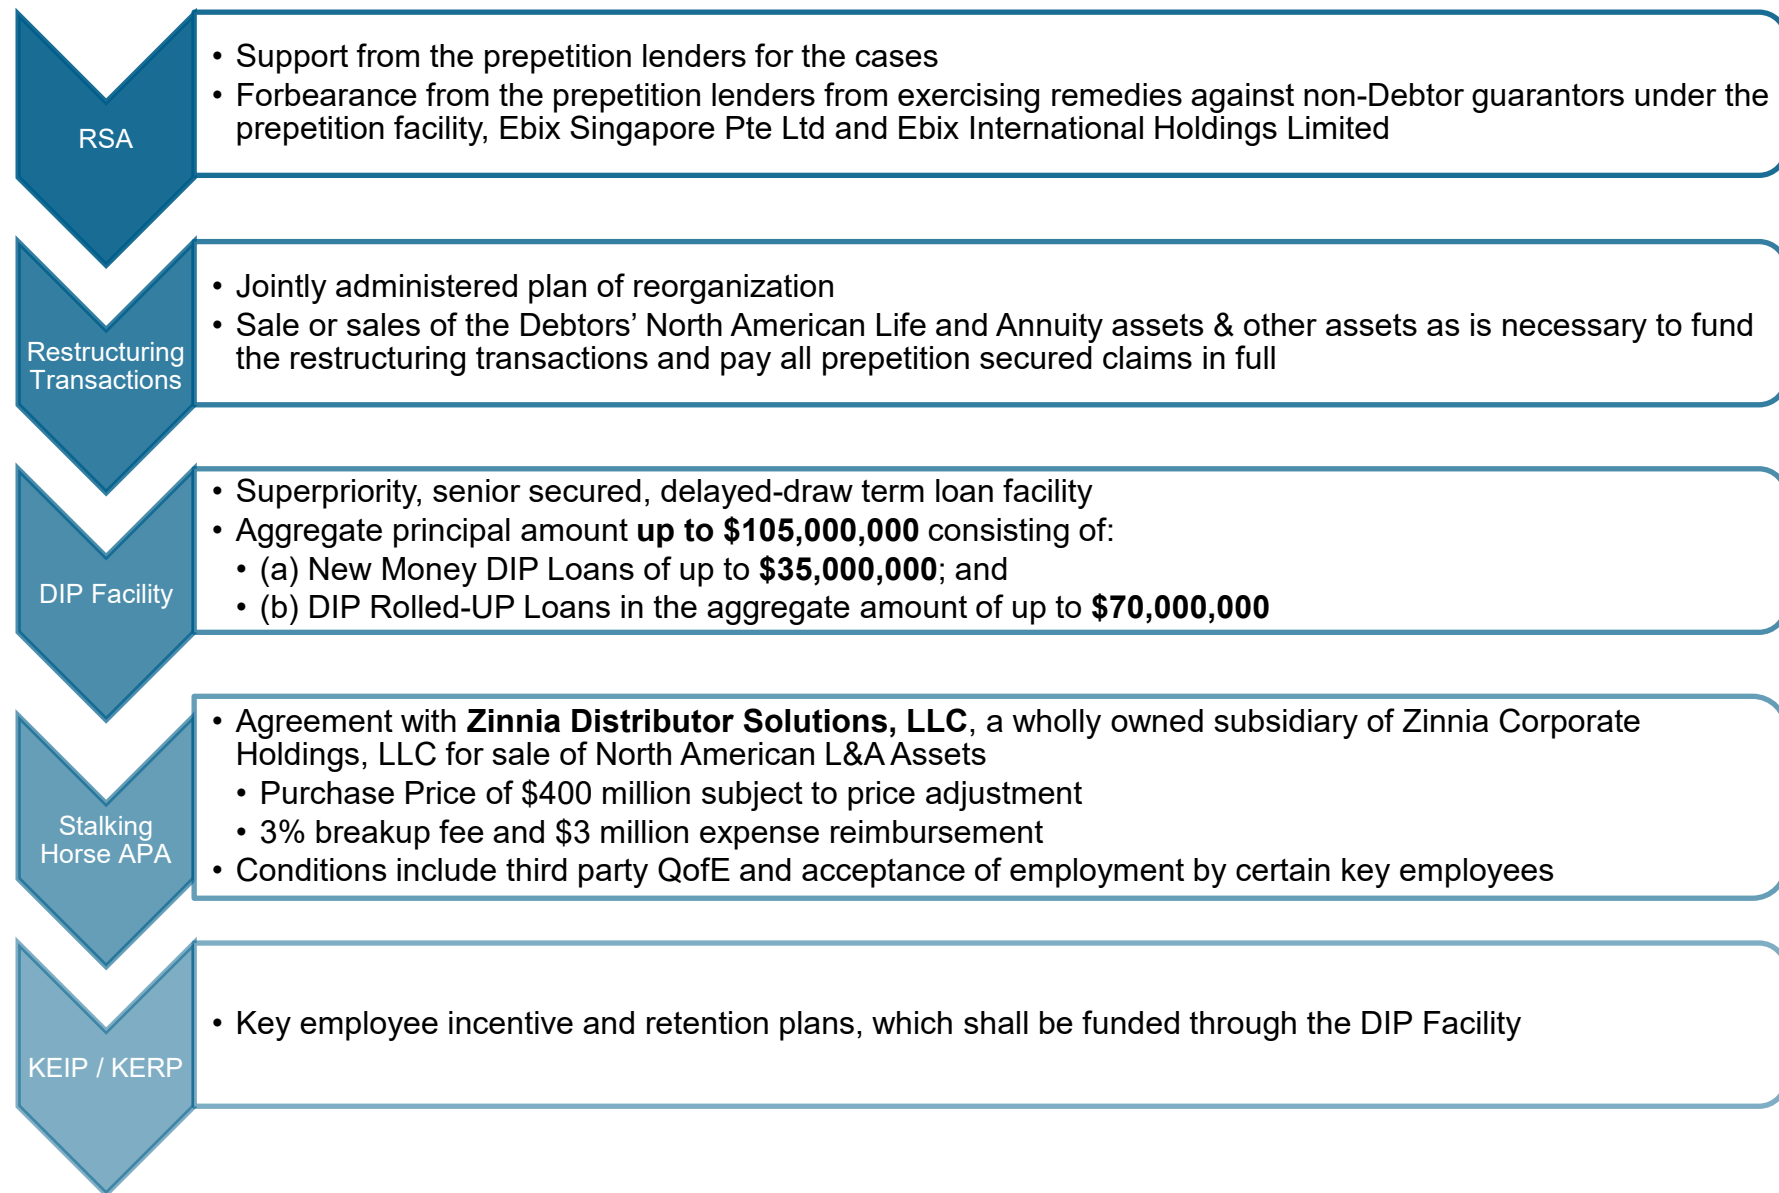 RSA
• Support from the prepetition lenders for the cases
• Forbearance from the prepetition lenders from exercising remedies against non-Debtor guarantors under the
prepetition facility, Ebix Singapore Pte Ltd and Ebix International Holdings Limited
Restructuring
Transactions
• Jointly administered plan of reorganization
• Sale or sales of the Debtors’ North American Life and Annuity assets & other assets as is necessary to fund
the restructuring transactions and pay all prepetition secured claims in full
DIP Facility
• Superpriority, senior secured, delayed-draw term loan facility
• Aggregate principal amount up to $105,000,000 consisting of:
• (a) New Money DIP Loans of up to $35,000,000; and
• (b) DIP Rolled-UP Loans in the aggregate amount of up to $70,000,000
Stalking
Horse APA
• Agreement with Zinnia Distributor Solutions, LLC, a wholly owned subsidiary of Zinnia Corporate
Holdings, LLC for sale of North American L&A Assets
• Purchase Price of $400 million subject to price adjustment
• 3% breakup fee and $3 million expense reimbursement
• Conditions include third party QofE and acceptance of employment by certain key employees
KEIP / KERP
• Key employee incentive and retention plans, which shall be funded through the DIP Facility